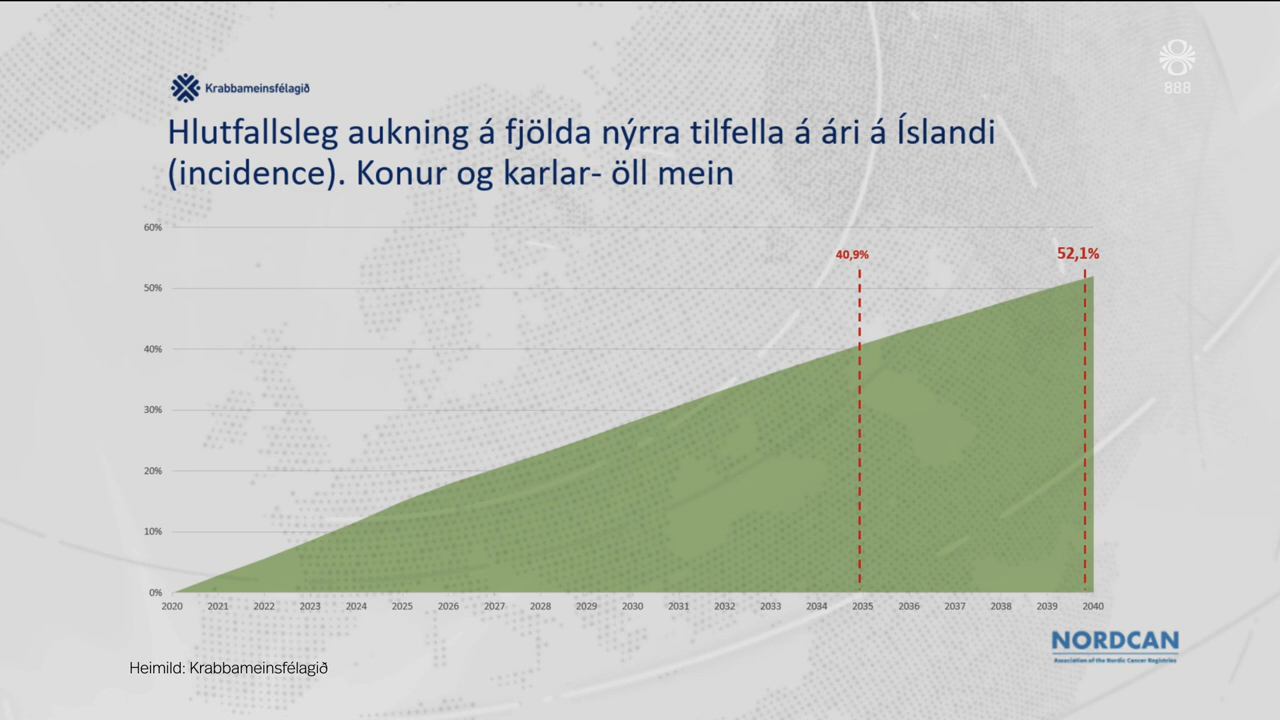 Krabbameinsfélagið
888
Hlutfallsleg aukning á fjölda nýrra tilfella á ári á Íslandi
(incidence). Konur og karlar- öll mein
60%
40,9%
52,1%
50%
40%
30%
20%
10%
0%
2020 2021 2022 2023 2024 2025 2026 2027 2028 2029 2030 2031 2032 2033 2034 2035 2036 2037 2038 2039 2040
NORDCAN
Association of the Nordic Cancer Registries
Heimild: Krabbameinsfélagið